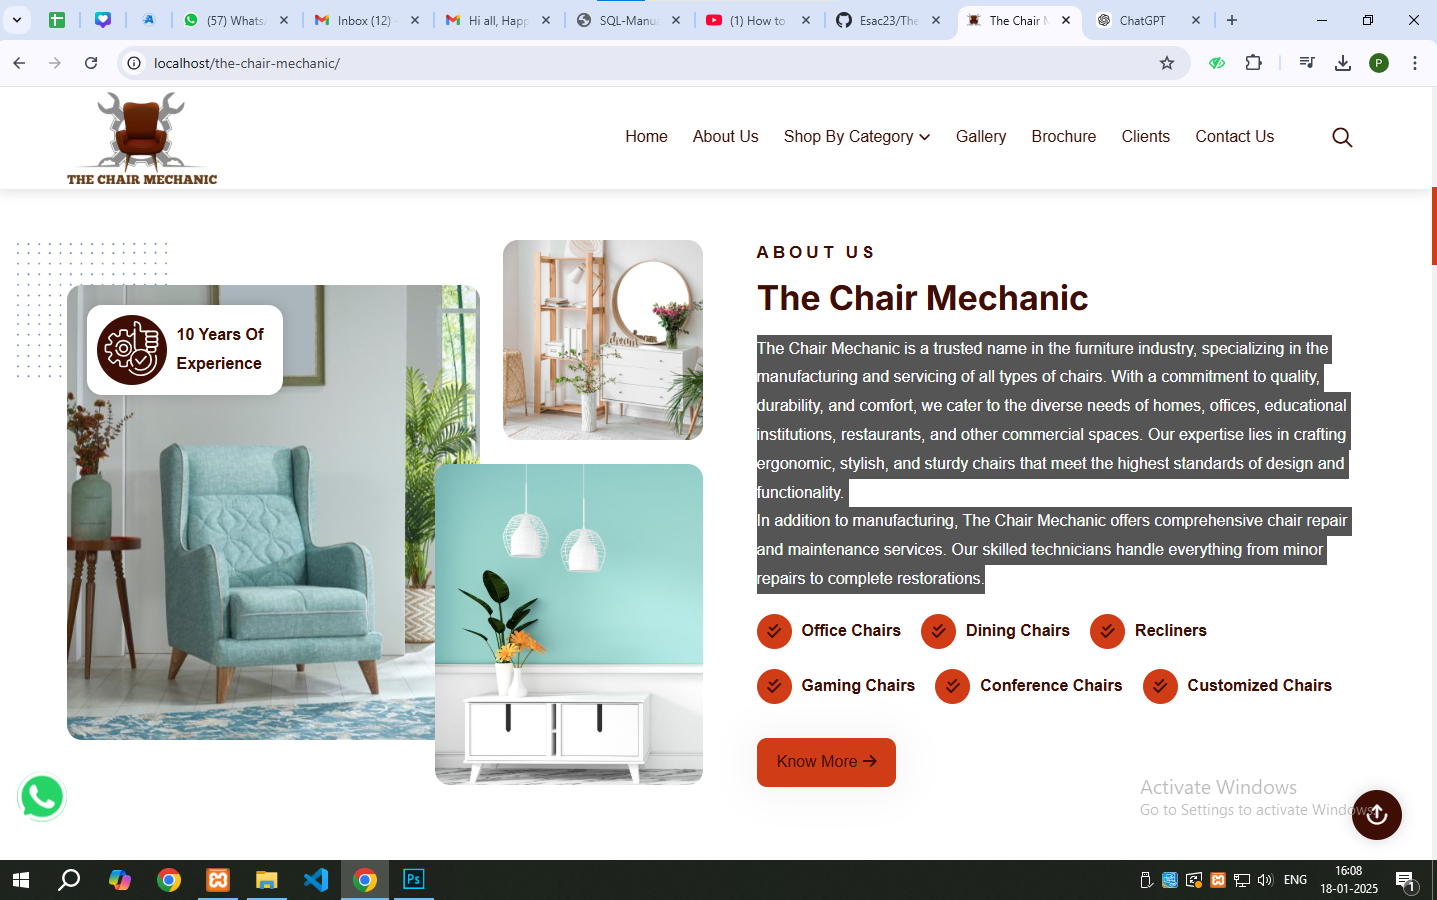 (57) Whats
Inbox (12)
Hi all, Happ
SQL-Manua
(1) How to
Esac23/The
The Chair M
ChatGPT
localhost/the-chair-mechanic/
P
THE CHAIR MECHANIC
Home
About Us
Shop By Category
Gallery
Brochure
Clients
Contact Us
10 Years Of
Experience
dream
ABOUT US
The Chair Mechanic
The Chair Mechanic is a trusted name in the furniture industry, specializing in the
manufacturing and servicing of all types of chairs. With a commitment to quality,
durability, and comfort, we cater to the diverse needs of homes, offices, educational
institutions, restaurants, and other commercial spaces. Our expertise lies in crafting
ergonomic, stylish, and sturdy chairs that meet the highest standards of design and
functionality.
In addition to manufacturing, The Chair Mechanic offers comprehensive chair repair
and maintenance services. Our skilled technicians handle everything from minor
repairs to complete restorations.
Office Chairs
Dining Chairs
Recliners
Gaming Chairs
Conference Chairs
Customized Chairs
Know More
Activate Windows
Go to Settings to activate Windows.
Ps
ENG
16:08
18-01-2025
1